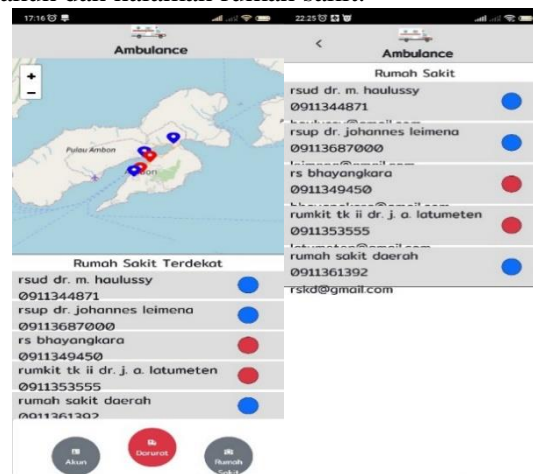 17:16
22:25
Ambulance
+
−
Pulau Ambon
Rumah Sakit Terdekat
rsud dr. m. haulussy
0911344871
rsup dr. johannes leimena
09113687000
rs bhayangkara
0911349450
rumkit tk ii dr. j. a. latumeten
0911353555
rumah sakit daerah
0911361392
Akun
Darurat
Rumah
Sakit
Ambulance
Rumah Sakit
rsud dr. m. haulussy
0911344871
rsup dr. johannes leimena
09113687000
rs bhayangkara
0911349450
rumkit tk ii dr. j. a. latumeten
0911353555
rumah sakit daerah
0911361392
rskd@gmail.com